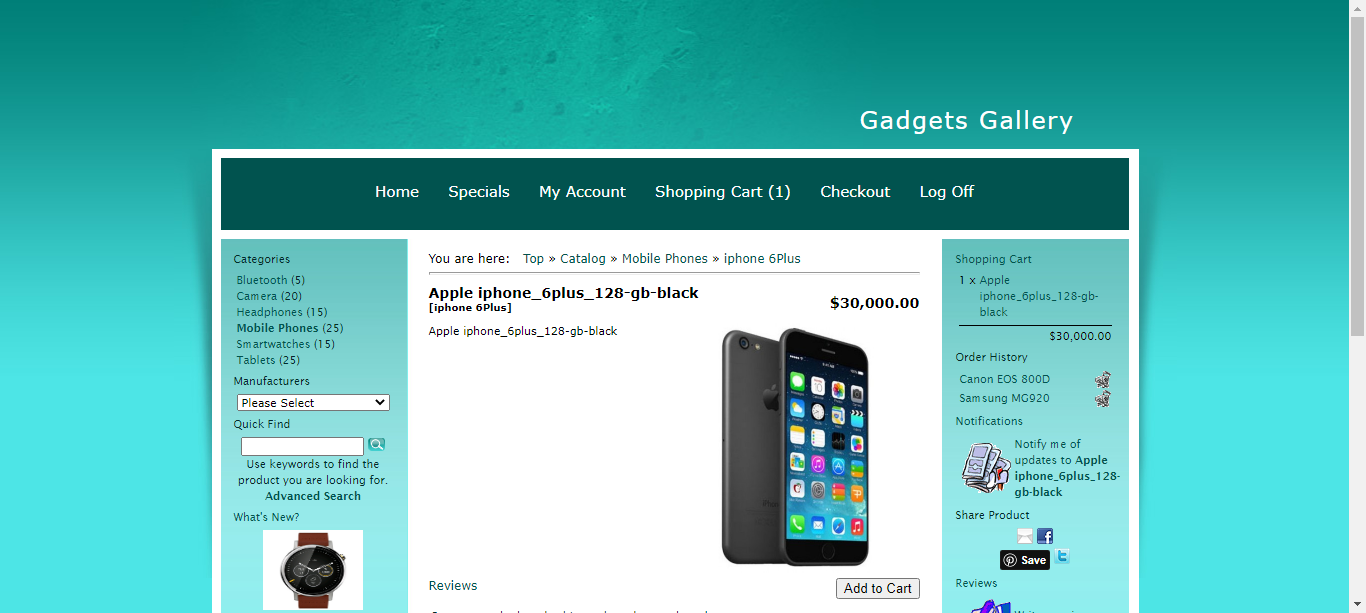 Gadgets Gallery
Home Specials My Account Shopping Cart (1) Checkout Log Off
Categories
Bluetooth (5)
Camera (20)
Headphones (15)
Mobile Phones (25)
Smartwatches (15)
Tablets (25)
Manufacturers
Please Select
Quick Find
Use keywords to find the
product you are looking for.
Advanced Search
What's New?
You are here: Top » Catalog » Mobile Phones » iphone 6Plus
Apple iphone_6plus_128-gb-black
[iphone 6Plus]
$30,000.00
Apple iphone_6plus_128-gb-black
Reviews
Add to Cart
Shopping Cart
1 x Apple
iphone_6plus_128-gb-
black
$30,000.00
Order History
Canon EOS 800D
Samsung MG920
Notifications
Notify me of
updates to Apple
iphone_6plus_128-
gb-black
Share Product
Save
Reviews